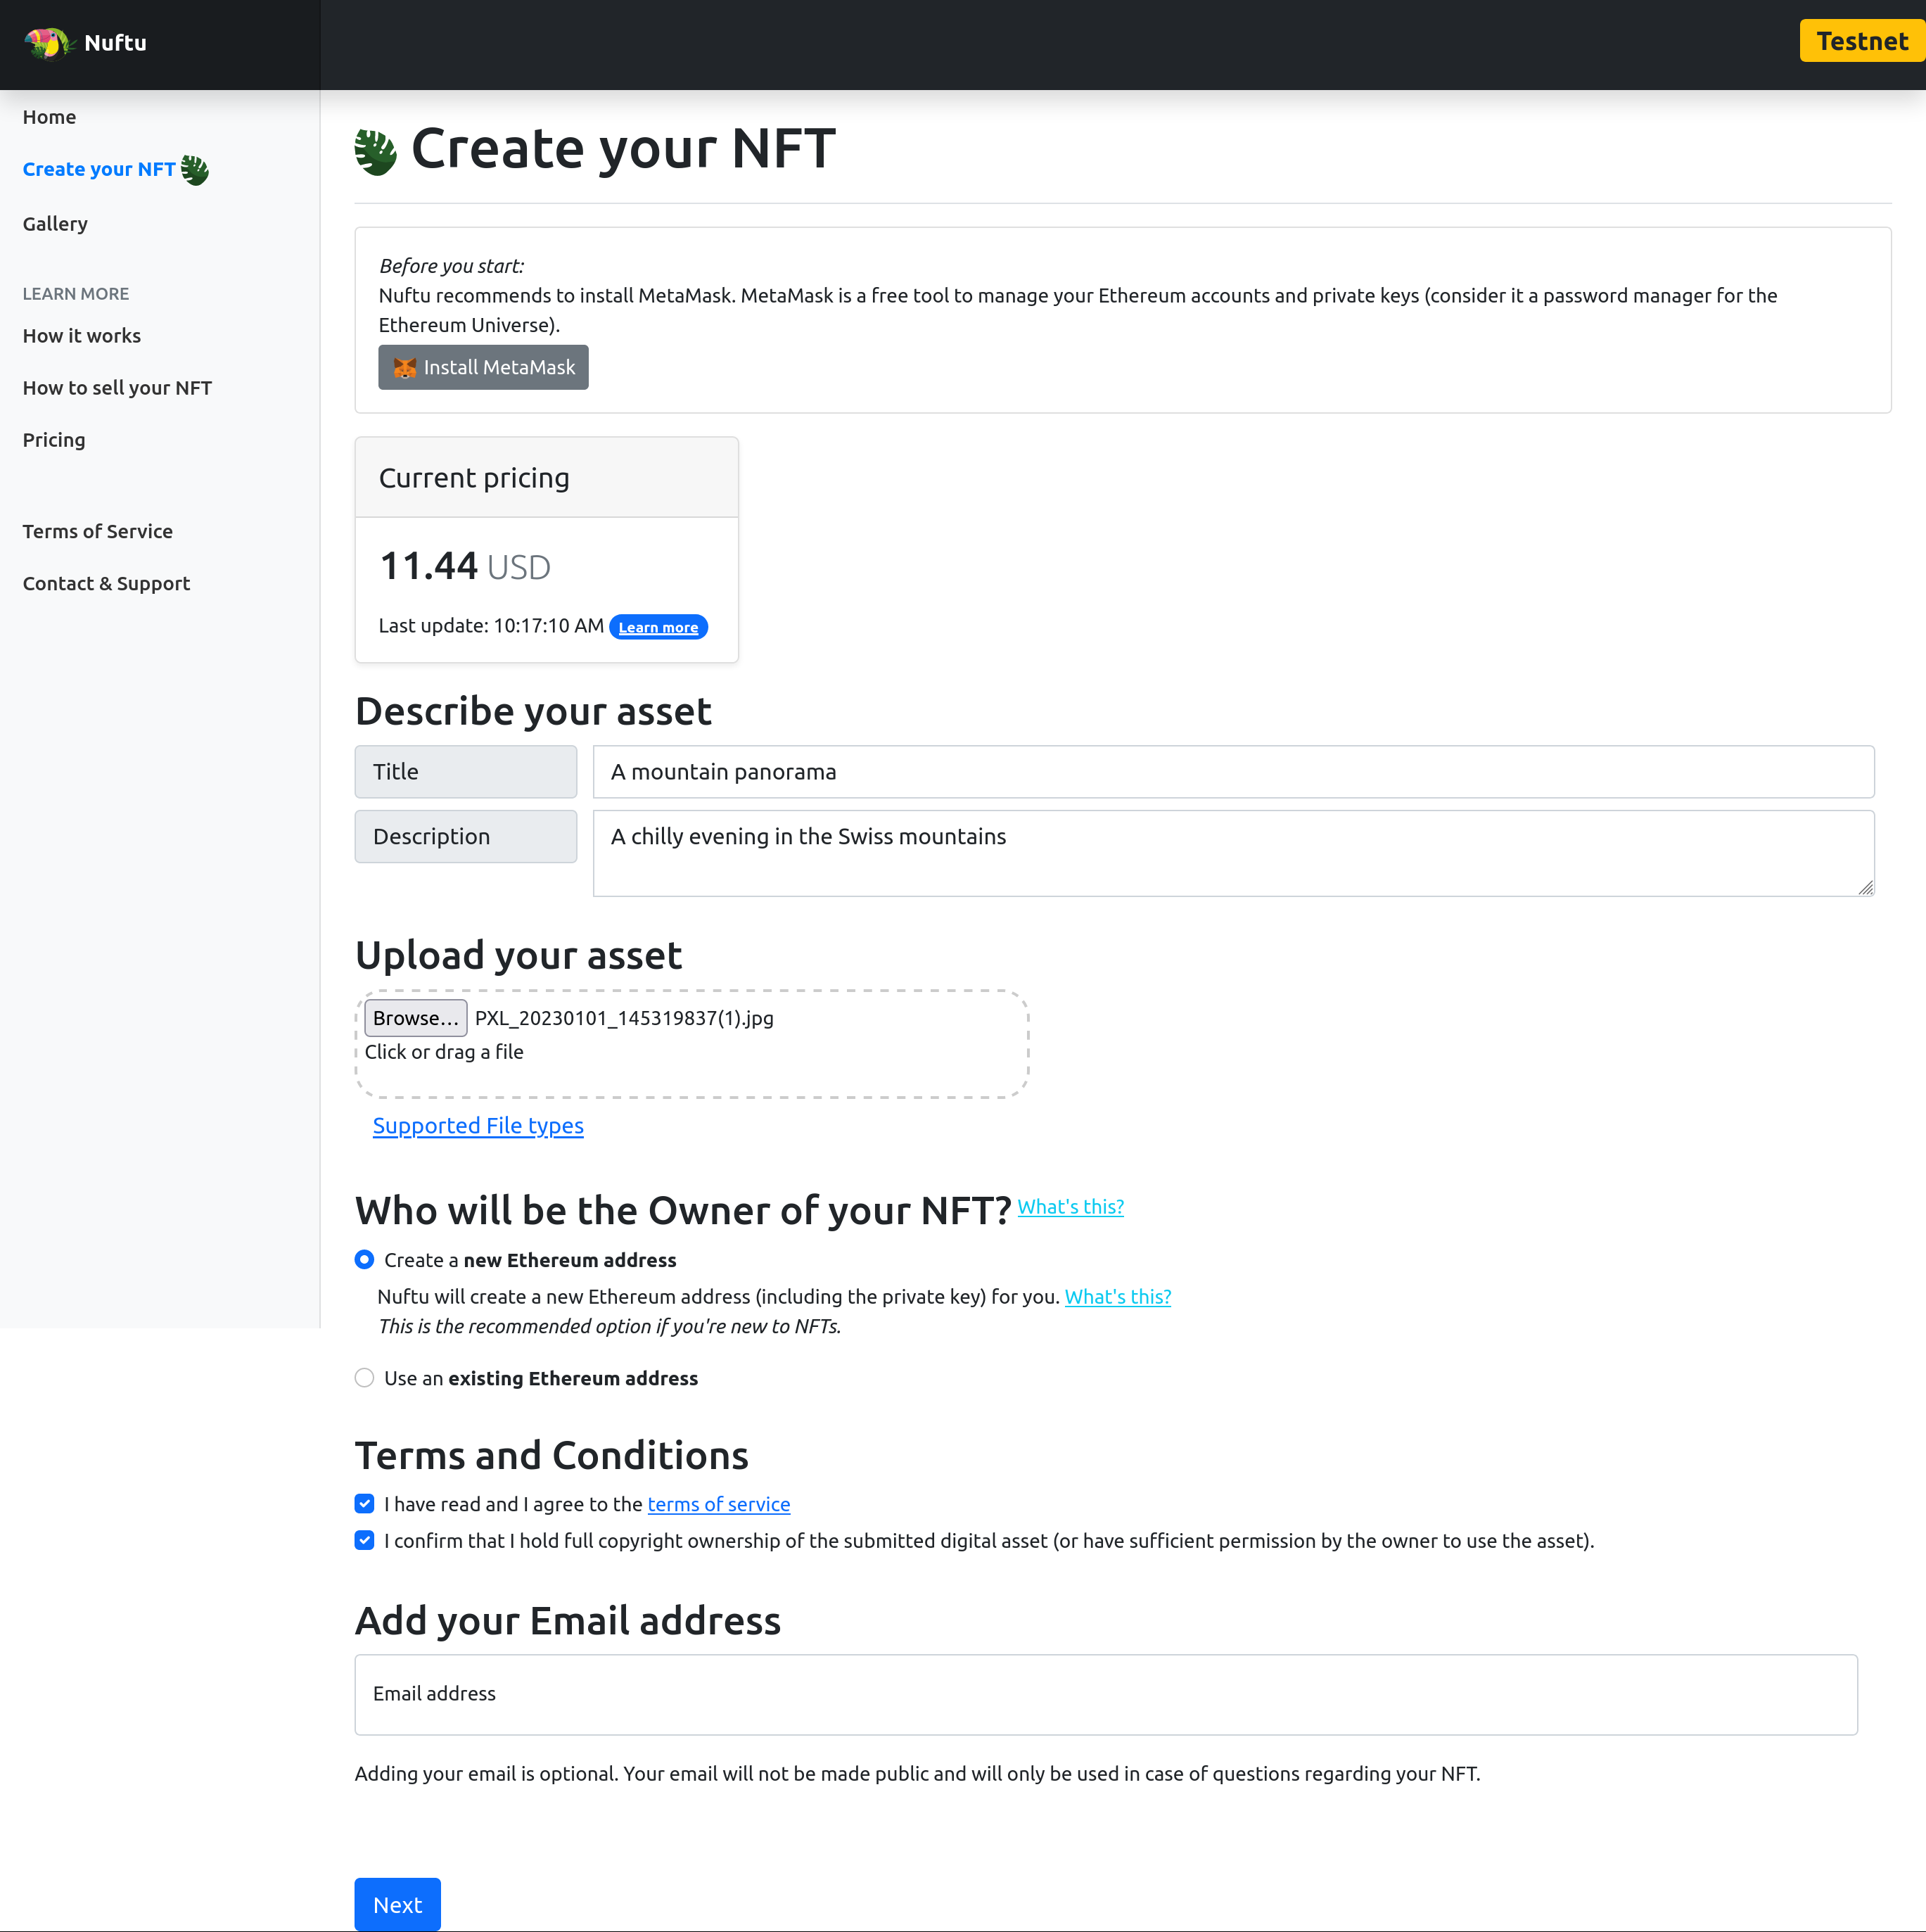 Nuftu
Testnet
Home
Create your NFT
Gallery
LEARN MORE
How it works
How to sell your NFT
Pricing
Terms of Service
Contact & Support
Create your NFT
Before you start:
Nuftu recommends to install MetaMask. MetaMask is a free tool to manage your Ethereum accounts and private keys (consider it a password manager for the
Ethereum Universe).
Install MetaMask
Current pricing
11.44 USD
Last update: 10:17:10 AM Learn more
Describe your asset
Title
A mountain panorama
Description
A chilly evening in the Swiss mountains
Upload your asset
Browse… PXL_20230101_145319837(1).jpg
Click or drag a file
Supported File types
Who will be the Owner of your NFT? What's this?
Create a new Ethereum address
Nuftu will create a new Ethereum address (including the private key) for you. What's this?
This is the recommended option if you're new to NFTs.
Use an existing Ethereum address
Terms and Conditions
I have read and I agree to the terms of service
I confirm that I hold full copyright ownership of the submitted digital asset (or have sufficient permission by the owner to use the asset).
Add your Email address
Email address
Adding your email is optional. Your email will not be made public and will only be used in case of questions regarding your NFT.
Next